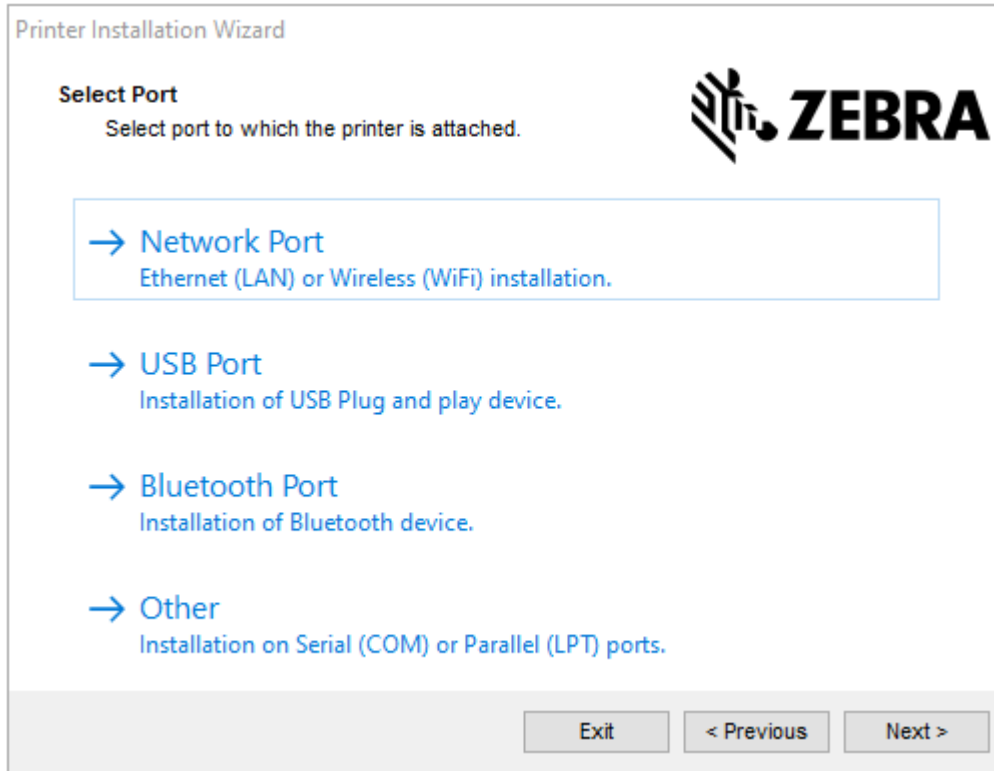 Printer Installation Wizard
Select Port
Select port to which the printer is attached.
ZEBRA
Network Port
Ethernet (LAN) or Wireless (WiFi) installation.
USB Port
Installation of USB Plug and play device.
Bluetooth Port
Installation of Bluetooth device.
Other
Installation on Serial (COM) or Parallel (LPT) ports.
Exit
< Previous
Next >